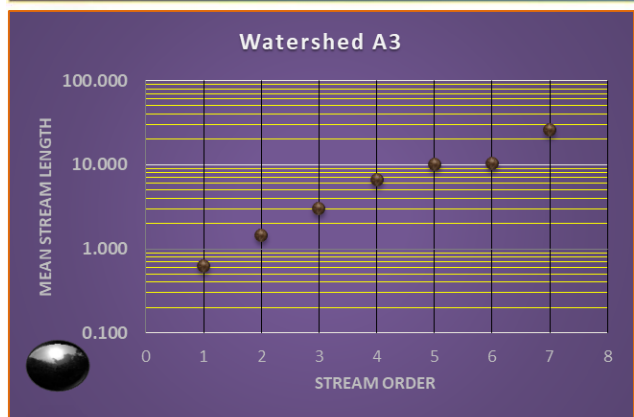 Watershed A3
100.000
10.000
1.000
0.100
MEAN STREAM LENGTH
0 1 2 3 4 5 6 7 8
STREAM ORDER